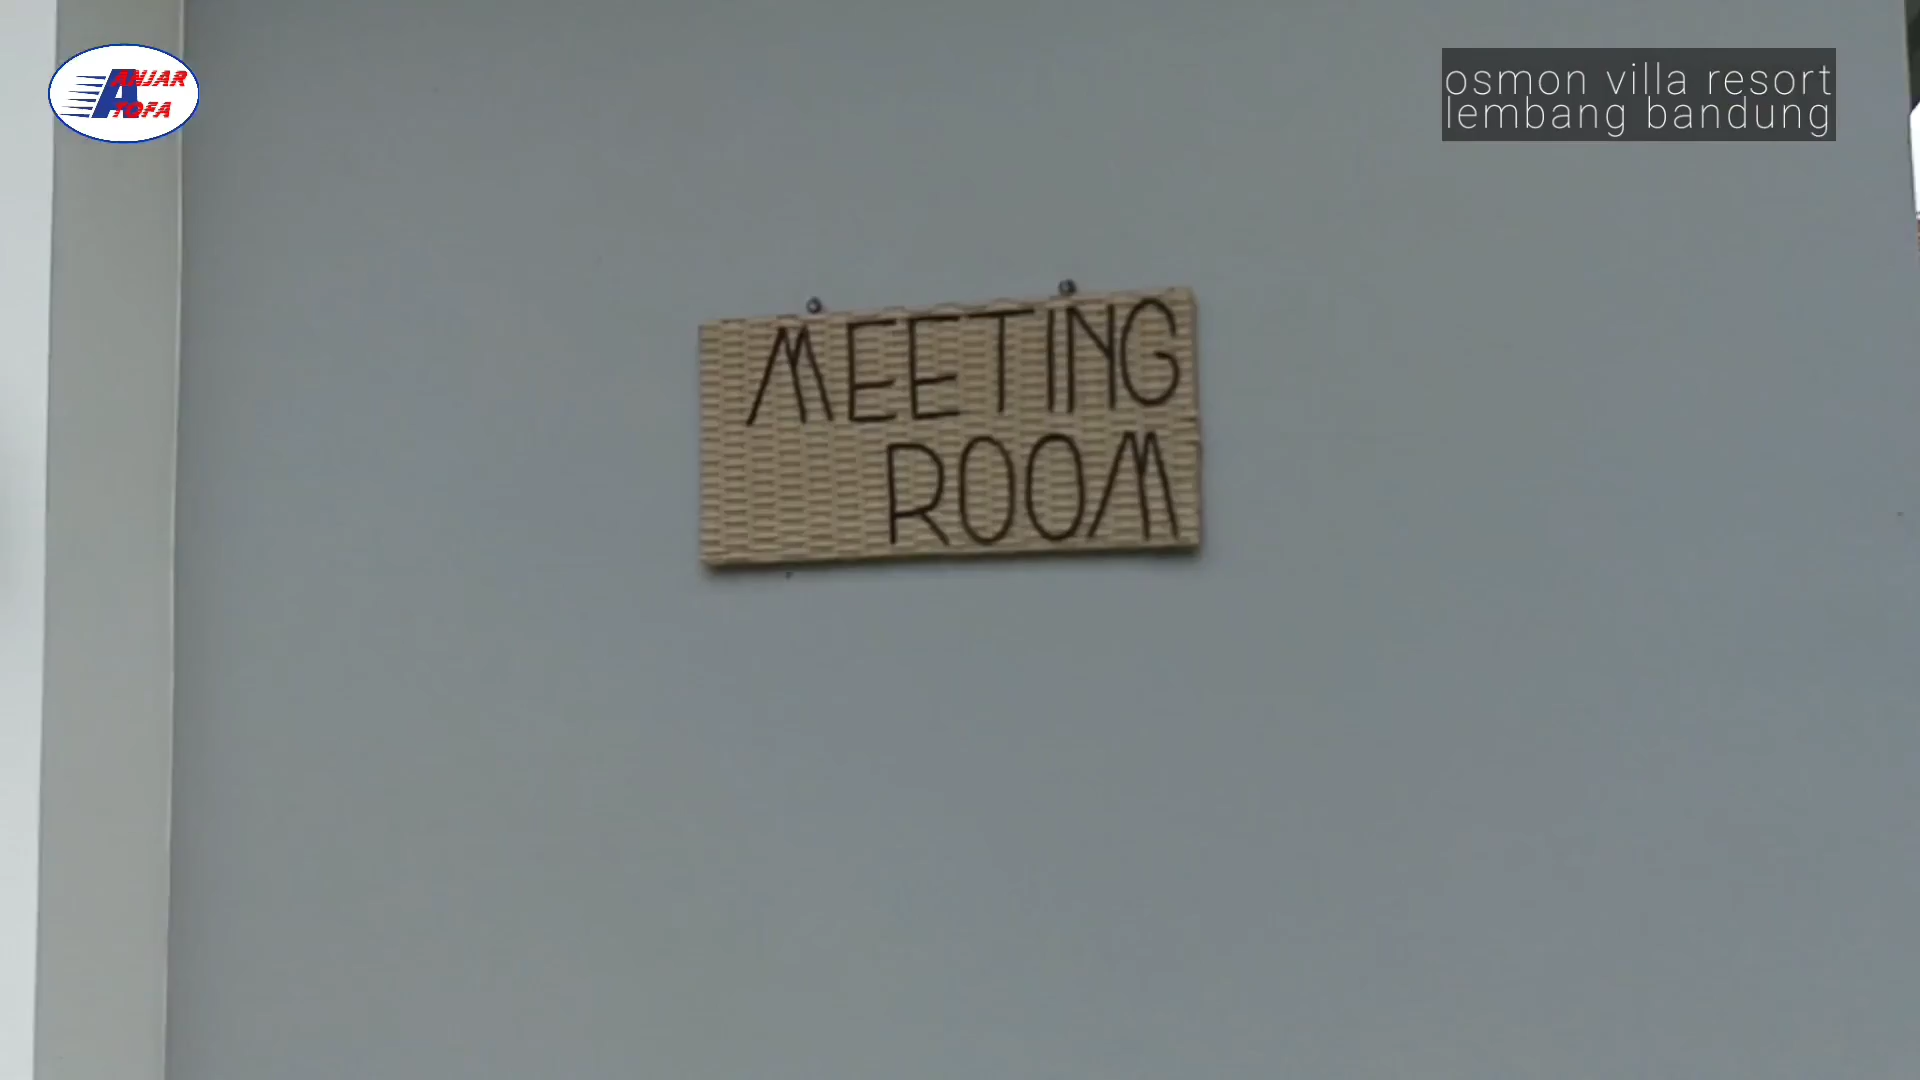 ANJAR
TOFA
osmon villa resort
lembang bandung
MEETING
ROOM